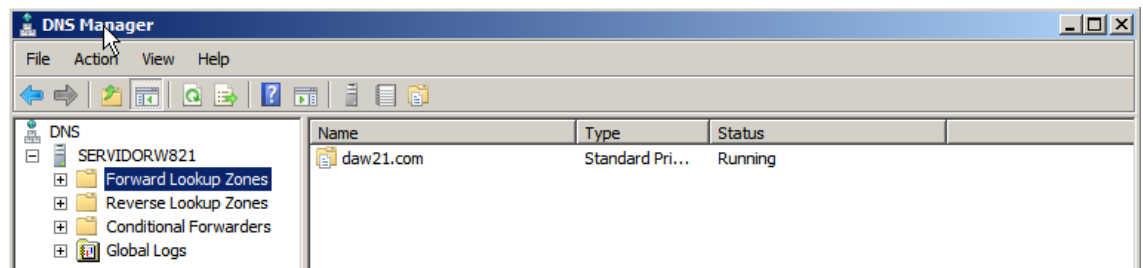 DNS Manager
File Action View Help
DNS
SERVIDORW821
Forward Lookup Zones
Reverse Lookup Zones
Conditional Forwarders
Global Logs
Name Type Status
daw21.com Standard Pri... Running